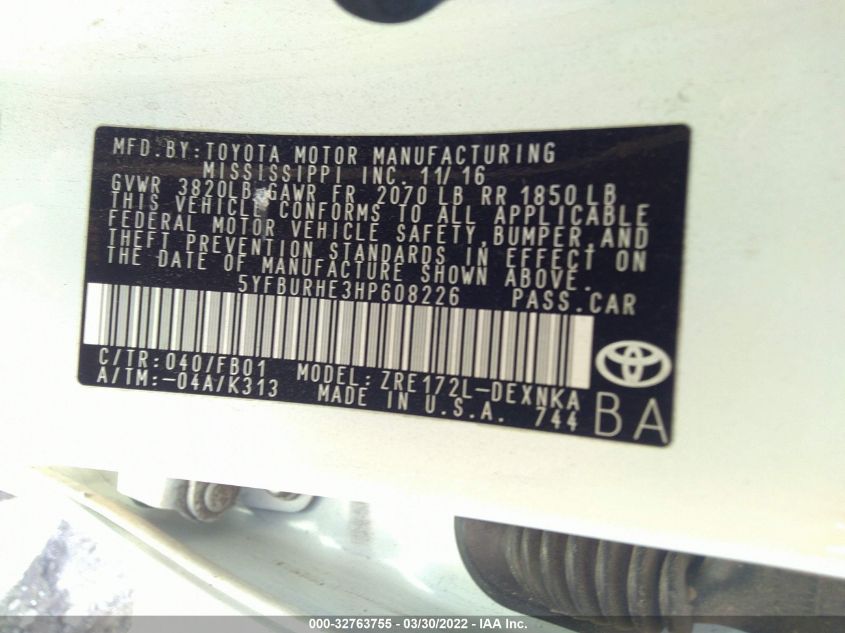 MFD.BY:TOYOTA MOTOR MANUFACTURING
MISSISSIPPI INC. 11/16
GVWR 3820LB GAWR FR 2070 LB RR 1850 LB
THIS VEHICLE CONFORMS TO ALL APPLICABLE
FEDERAL MOTOR VEHICLE SAFETY,BUMPER,AND
THEFT PREVENTION STANDARDS IN EFFECT ON
THE DATE OF MANUFACTURE SHOWN ABOVE.
5YFBURHE3HP608226 PASS.CAR
C/TR:040/FB01 MODEL:ZRE172L-DEXNKA
A/TM:-04A/K313 MADE IN U.S.A. 744
BA
000-32763755 - 03/30/2022 - IAA Inc.